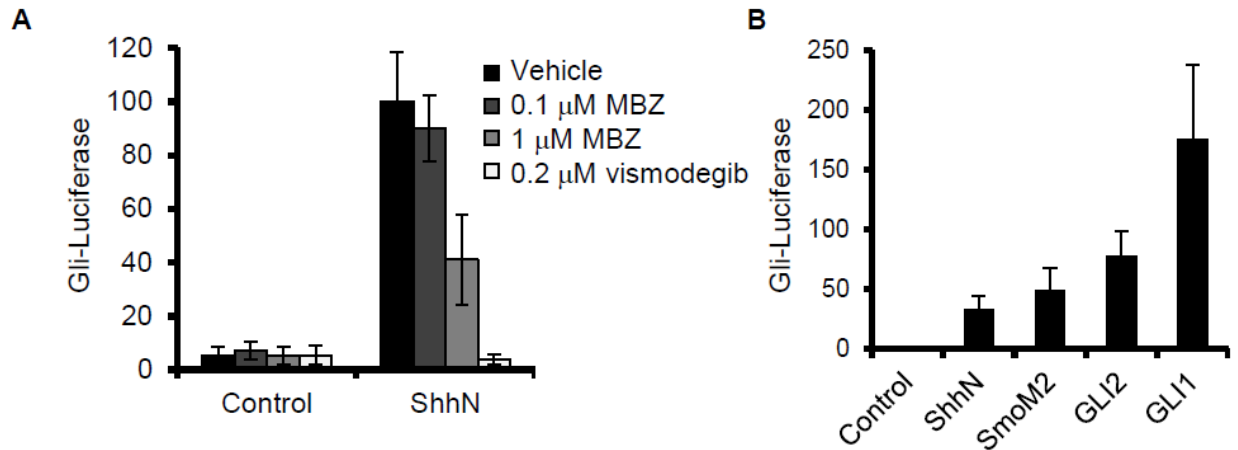 A
Gli-Luciferase
120
100
80
60
40
20
0
Vehicle
0.1 μM MBZ
1 μM MBZ
0.2 μM vismodegib
Control
ShhN
B
Gli-Luciferase
250
200
150
100
50
0
Control
ShhN
SmoM2
GLI2
GLI1